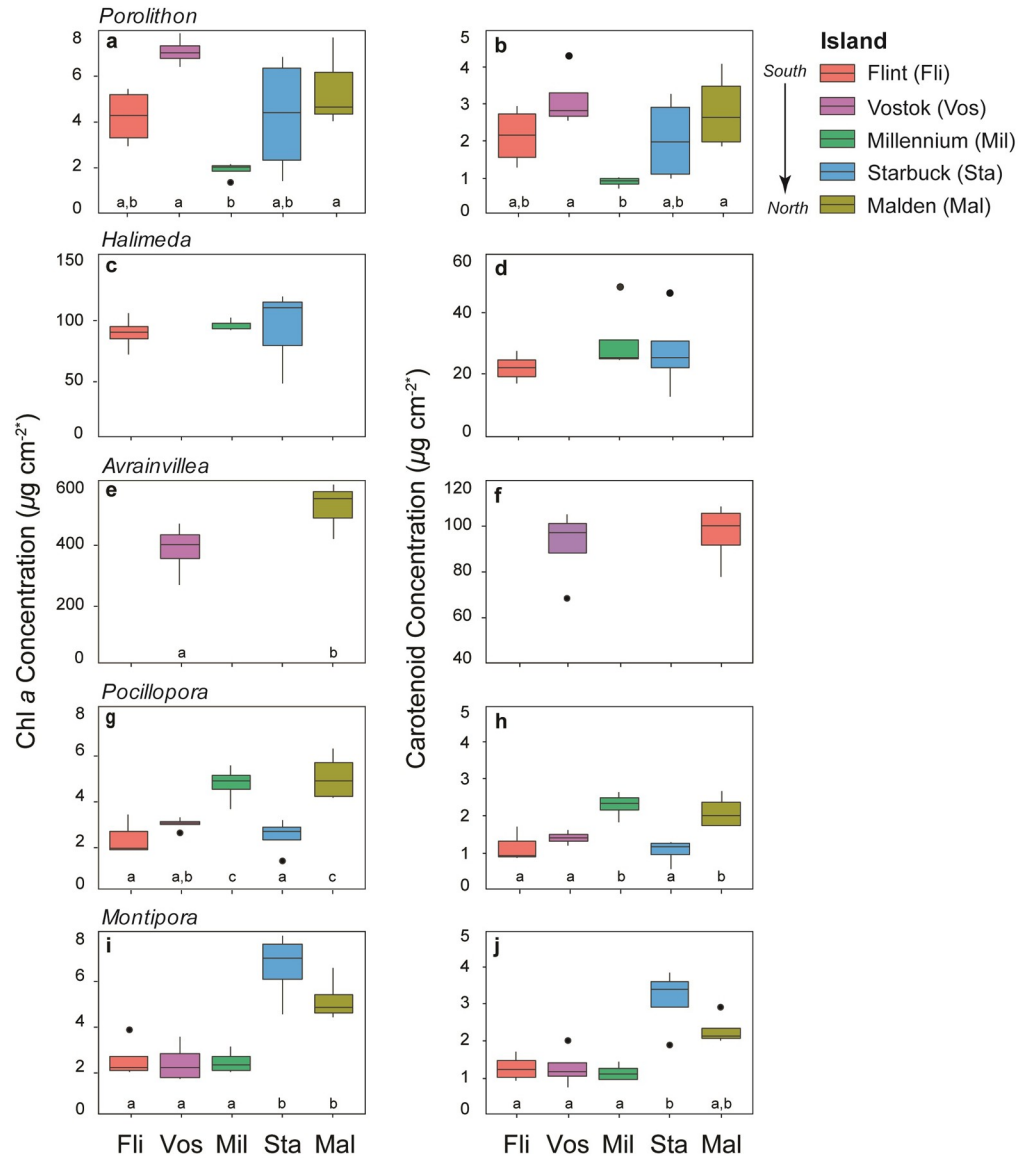 Porolithon
a
8
6
4
2
0
a,b
a
b
a,b
a
b
5
4
3
2
1
0
a,b
a
b
a,b
a
Island
South
North
Flint (Fli)
Vostok (Vos)
Millennium (Mil)
Starbuck (Sta)
Malden (Mal)
Halimeda
c
150
100
50
0
d
60
40
20
0
Avrainvillea
e
600
400
200
0
a
b
f
120
100
80
60
40
Pocillopora
g
8
6
4
2
0
a
a,b
c
a
c
h
5
4
3
2
1
0
a
a
b
a
b
Montipora
i
8
6
4
2
0
a
a
a
b
b
j
5
4
3
2
1
0
a
a
a
b
a,b
Chl a Concentration (µg cm-2*)
Carotenoid Concentration (µg cm-2*)
Fli Vos Mil Sta Mal
Fli Vos Mil Sta Mal